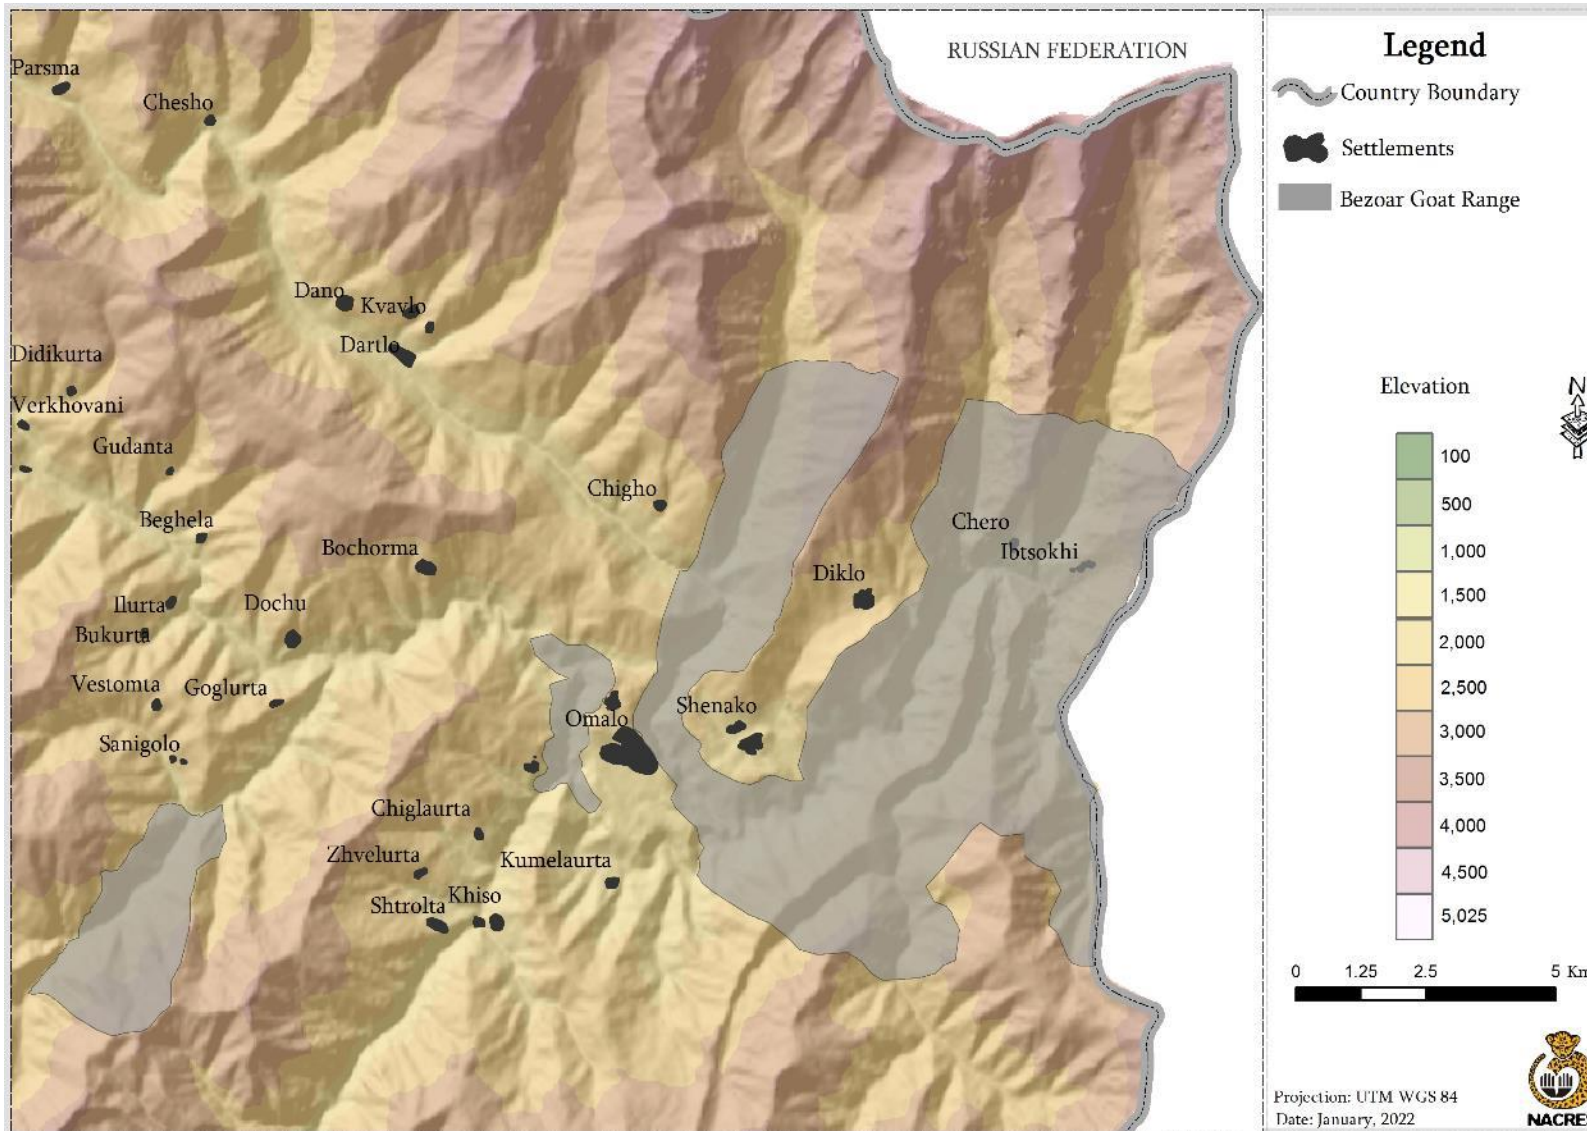 RUSSIAN FEDERATION
Parsma
Chesho
Dano
Kvavlo
Dartlo
Didikurta
Verkhovani
Gudanta
Chigho
Beghela
Chero
Bochorma
Ibtsokhi
Diklo
Ilurta
Dochu
Bukurta
Vestomta
Goglurta
Shenako
Omalo
Sanigolo
Chiglaurta
Zhvelurta
Kumelaurta
Khiso
Shtrolta
Legend
Country Boundary
Settlements
Bezoar Goat Range
Elevation
N
100
500
1,000
1,500
2,000
2,500
3,000
3,500
4,000
4,500
5,025
0 1.25 2.5 5 Km
Projection: UTM WGS 84
Date: January, 2022
NACRES